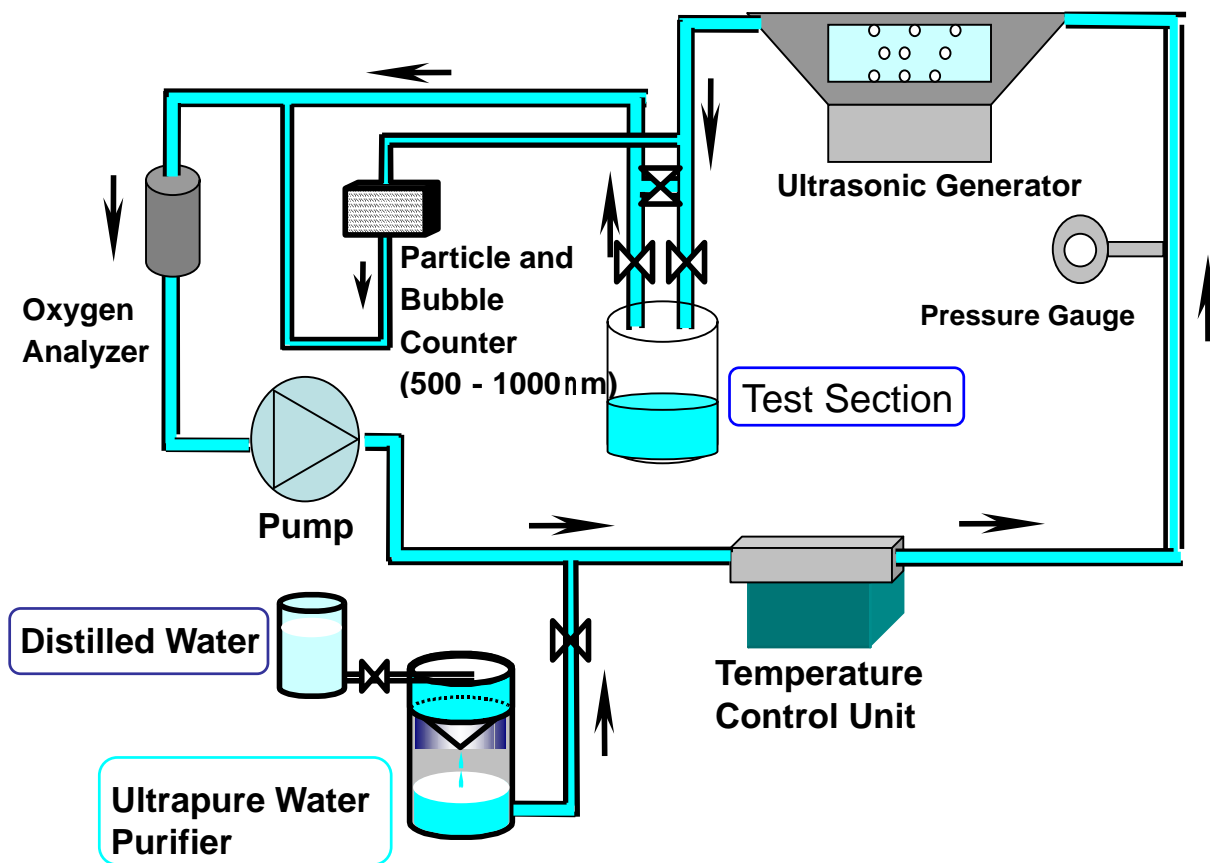 Ultrasonic Generator
Particle and
Bubble
Counter
(500 - 1000nm)
Oxygen
Analyzer
Pressure Gauge
Test Section
Pump
Distilled Water
Temperature
Control Unit
Ultrapure Water
Purifier